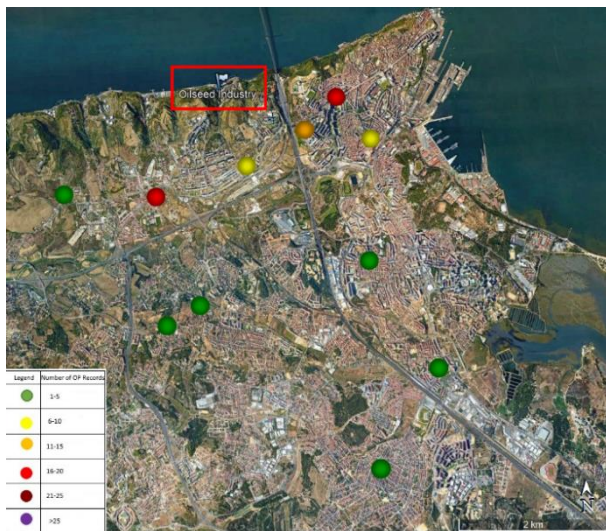 Oilseed Industry
Legend Number of OP Records
1-5
6-10
11-15
16-20
21-25
>25
N
2 km